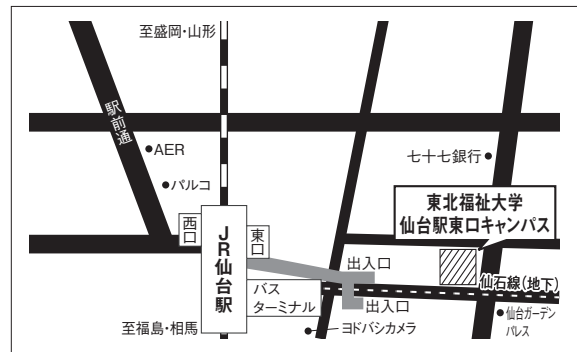 至盛岡・山形
駅前通
AER
パルコ
七十七銀行
東北福祉大学
仙台駅東口キャンパス
西口
JR仙台駅
東口
出入口
仙石線(地下)
バス
ターミナル
出入口
仙台ガーデン
パレス
至福島・相馬
ヨドバシカメラ